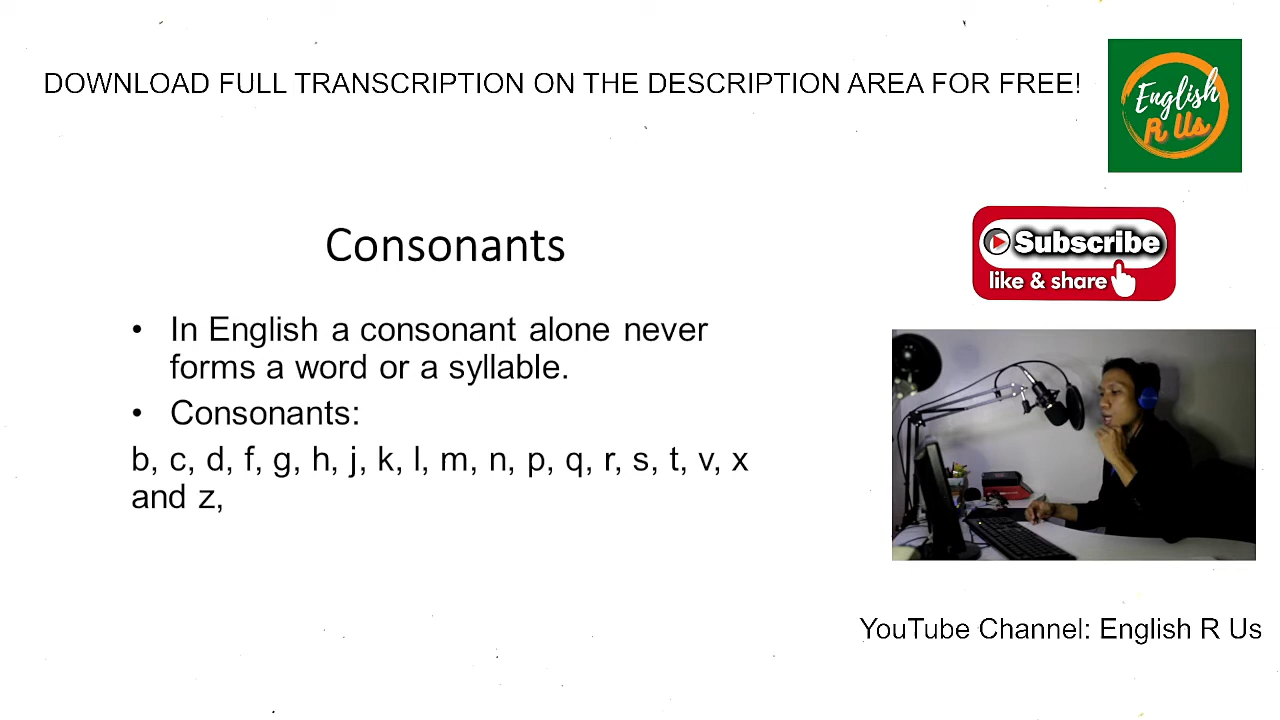 DOWNLOAD FULL TRANSCRIPTION ON THE DESCRIPTION AREA FOR FREE!
English
R Us
Consonants
Subscribe
like & share
• In English a consonant alone never
forms a word or a syllable.
• Consonants:
b, c, d, f, g, h, j, k, l, m, n, p, q, r, s, t, v, x
and z,
YouTube Channel: English R Us